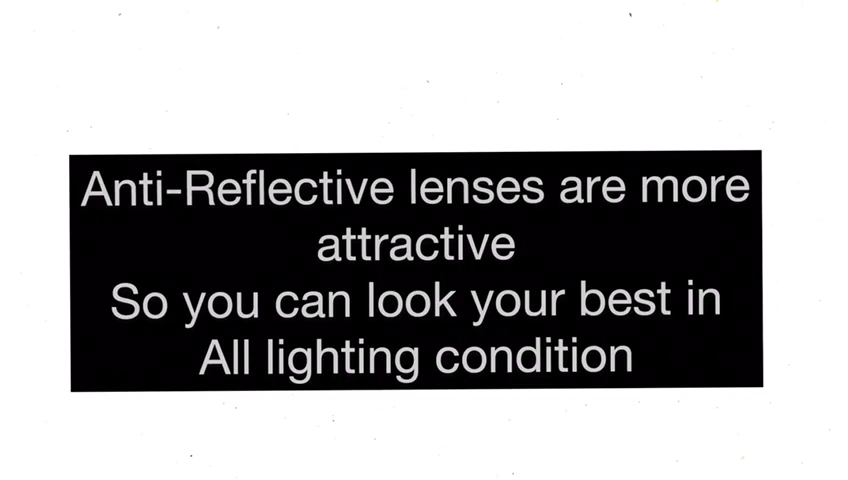 Anti-Reflective lenses are more
attractive
So you can look your best in
All lighting condition